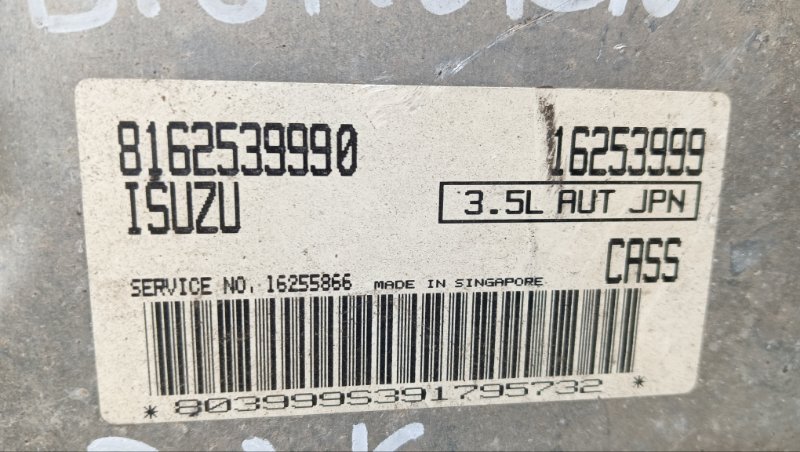 8162539990 16253999
ISUZU 3.5L AUT JPN
CASS
SERVICE NO. 16255866 MADE IN SINGAPORE
*803999S391795732*